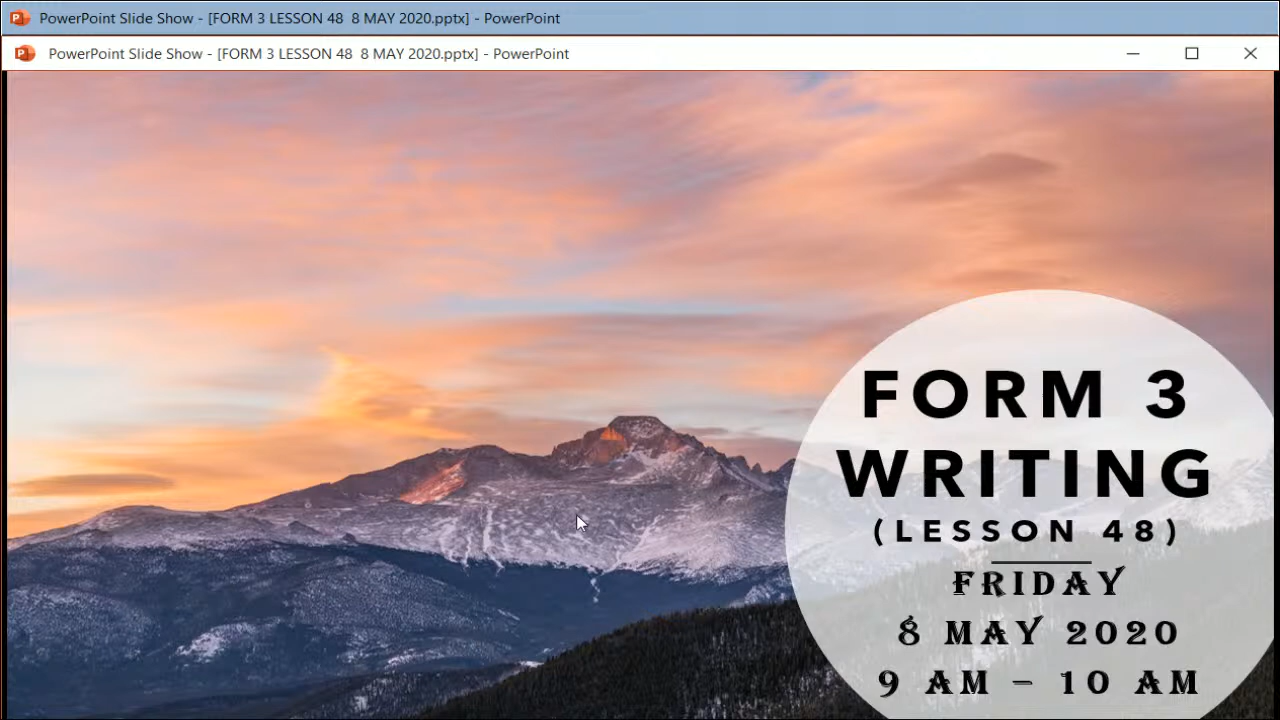 PowerPoint Slide Show - [FORM 3 LESSON 48  8 MAY 2020.pptx] - PowerPoint
PowerPoint Slide Show - [FORM 3 LESSON 48  8 MAY 2020.pptx] - PowerPoint
FORM 3
WRITING
(LESSON 48)
FRIDAY
8 MAY 2020
9 AM – 10 AM